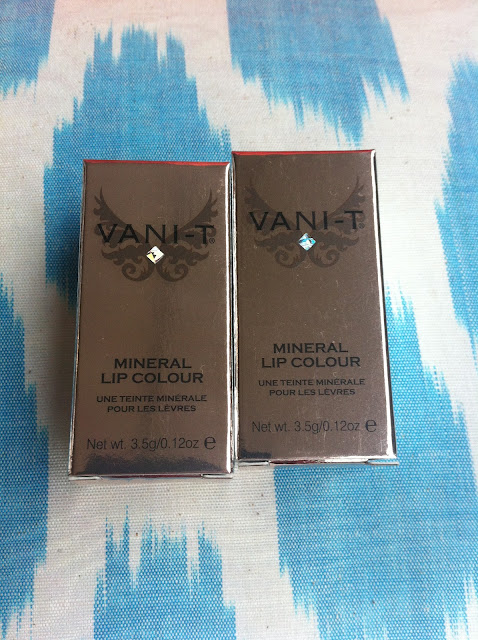 VANI-T®
MINERAL
LIP COLOUR
UNE TEINTE MINÉRALE
POUR LES LÈVRES
Net wt. 3.5g/0.12oz ℮
VANI-T
MINERAL
LIP COLOUR
UNE TEINTE MINÉRALE
POUR LES LÈVRES
Net wt. 3.5g/0.12oz ℮